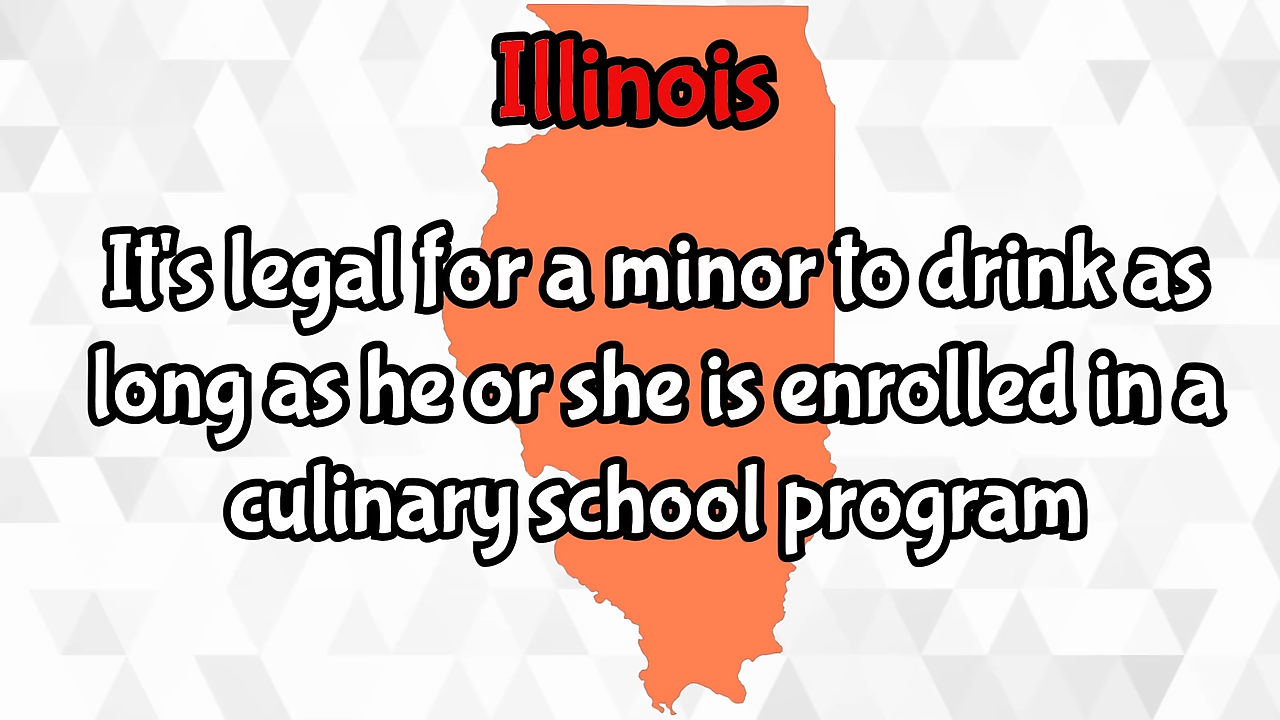 Illinois
It's legal for a minor to drink as
long as he or she is enrolled in a
culinary school program